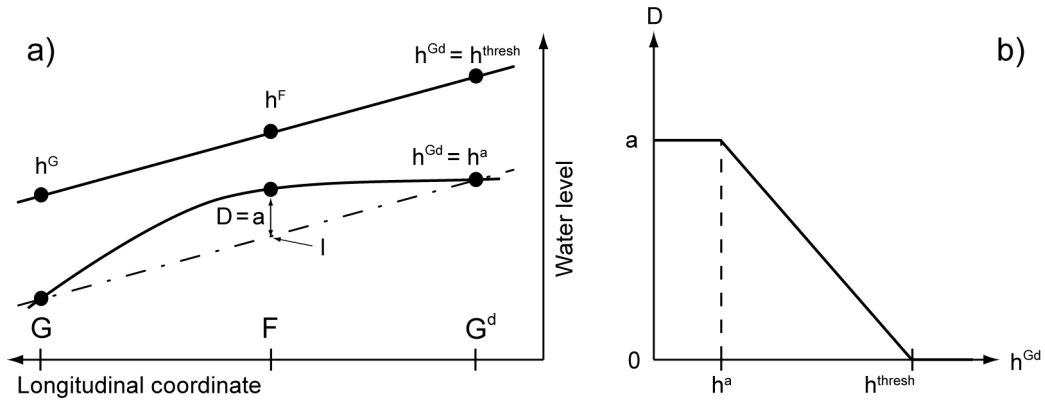 a)
h^Gd = h^thresh
h^F
h^G
h^Gd = h^a
D = a
I
Water level
G
F
G^d
Longitudinal coordinate
D
b)
a
0
h^a
h^thresh
h^Gd